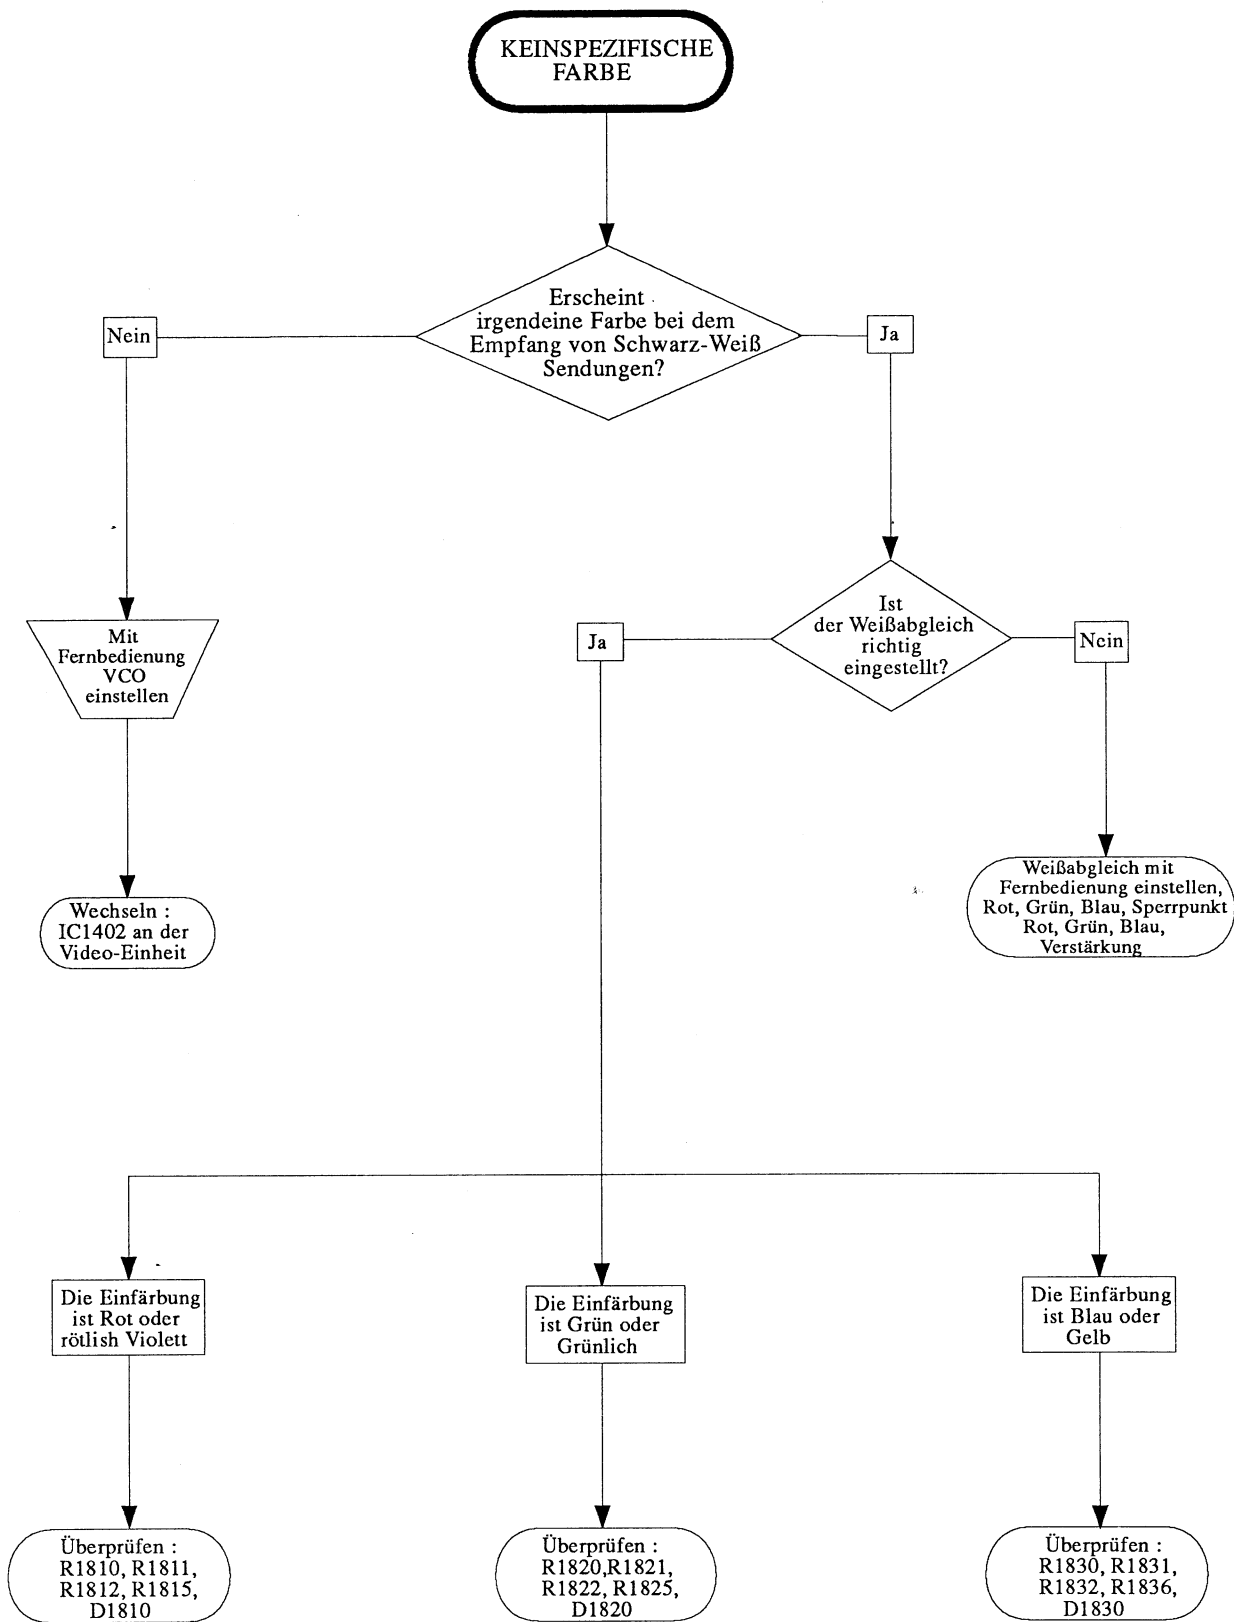 KEINSPEZIFISCHE
FARBE
Erscheint
irgendeine Farbe bei dem
Empfang von Schwarz-Weiß
Sendungen?
Nein
Ja
Mit
Fernbedienung
VCO
einstellen
Ist
der Weißabgleich
richtig
eingestellt?
Ja
Nein
Wechseln :
IC1402 an der
Video-Einheit
Weißabgleich mit
Fernbedienung einstellen,
Rot, Grün, Blau, Sperrpunkt
Rot, Grün, Blau,
Verstärkung
Die Einfärbung
ist Rot oder
rötlish Violett
Die Einfärbung
ist Grün oder
Grünlich
Die Einfärbung
ist Blau oder
Gelb
Überprüfen :
R1810, R1811,
R1812, R1815,
D1810
Überprüfen :
R1820,R1821,
R1822, R1825,
D1820
Überprüfen :
R1830, R1831,
R1832, R1836,
D1830